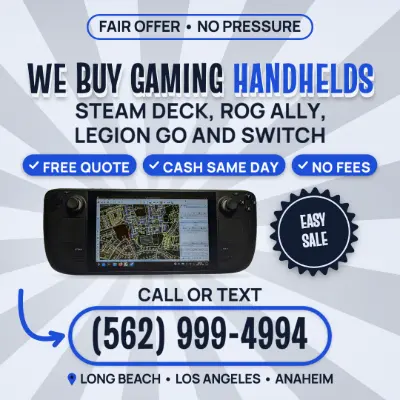 FAIR OFFER • NO PRESSURE
WE BUY GAMING HANDHELDS
STEAM DECK, ROG ALLY,
LEGION GO AND SWITCH
FREE QUOTE
CASH SAME DAY
NO FEES
EASY
SALE
CALL OR TEXT
(562) 999-4994
LONG BEACH • LOS ANGELES • ANAHEIM